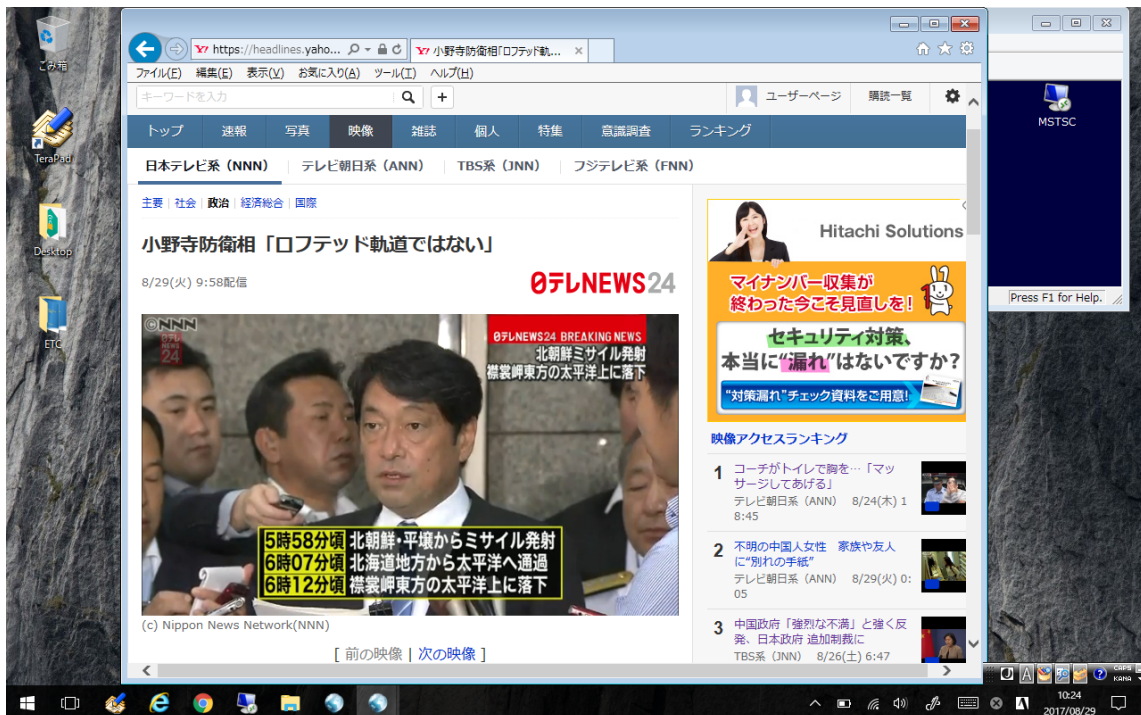 ごみ箱
TeraPad
Desktop
ETC
https://headlines.yaho...
小野寺防衛相「ロフテッド軌...
ファイル(F) 編集(E) 表示(V) お気に入り(A) ツール(T) ヘルプ(H)
キーワードを入力
ユーザーページ 購読一覧
トップ 速報 写真 映像 雑誌 個人 特集 意識調査 ランキング
日本テレビ系（NNN） テレビ朝日系（ANN） TBS系（JNN） フジテレビ系（FNN）
主要 社会 政治 経済総合 国際
小野寺防衛相「ロフテッド軌道ではない」
8/29(火) 9:58配信
日テレNEWS24
©NNN
日テレ
NEWS
24
日テレNEWS24 BREAKING NEWS
北朝鮮ミサイル発射
襟裳岬東方の太平洋上に落下
5時58分頃 北朝鮮・平壌からミサイル発射
6時07分頃 北海道地方から太平洋へ通過
6時12分頃 襟裳岬東方の太平洋上に落下
(c) Nippon News Network(NNN)
[ 前の映像 | 次の映像 ]
Hitachi Solutions
マイナンバー収集が
終わった今こそ見直しを!
セキュリティ対策、
本当に“漏れ”はないですか?
"対策漏れ"チェック資料をご用意!
映像アクセスランキング
1 コーチがトイレで胸を…「マッ
サージしてあげる」
テレビ朝日系（ANN） 8/24(木) 1
8:45
2 不明の中国人女性 家族や友人
に“別れの手紙”
テレビ朝日系（ANN） 8/29(火) 0:
05
3 中国政府「強烈な不満」と強く反
発、日本政府 追加制裁に
TBS系（JNN） 8/26(土) 6:47
MSTSC
Press F1 for Help.
CAPS
KANA
10:24
2017/08/29